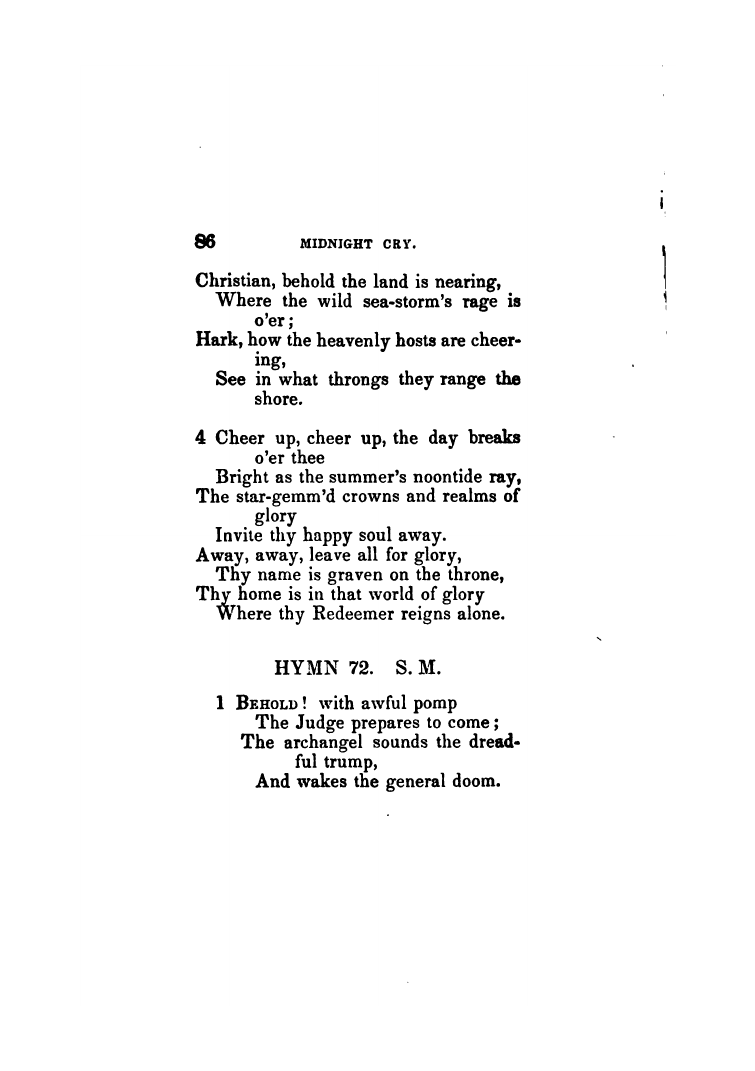 86 MIDNIGHT CRY.
Christian, behold the land is nearing,
Where the wild sea-storm's rage is
o'er;
Hark, how the heavenly hosts are cheer-
ing,
See in what throngs they range the
shore.
4 Cheer up, cheer up, the day breaks
o'er thee
Bright as the summer's noontide ray,
The star-gemm'd crowns and realms of
glory
Invite thy happy soul away.
Away, away, leave all for glory,
Thy name is graven on the throne,
Thy home is in that world of glory
Where thy Redeemer reigns alone.
HYMN 72. S. M.
1 BEHOLD! with awful pomp
The Judge prepares to come;
The archangel sounds the dread-
ful trump,
And wakes the general doom.